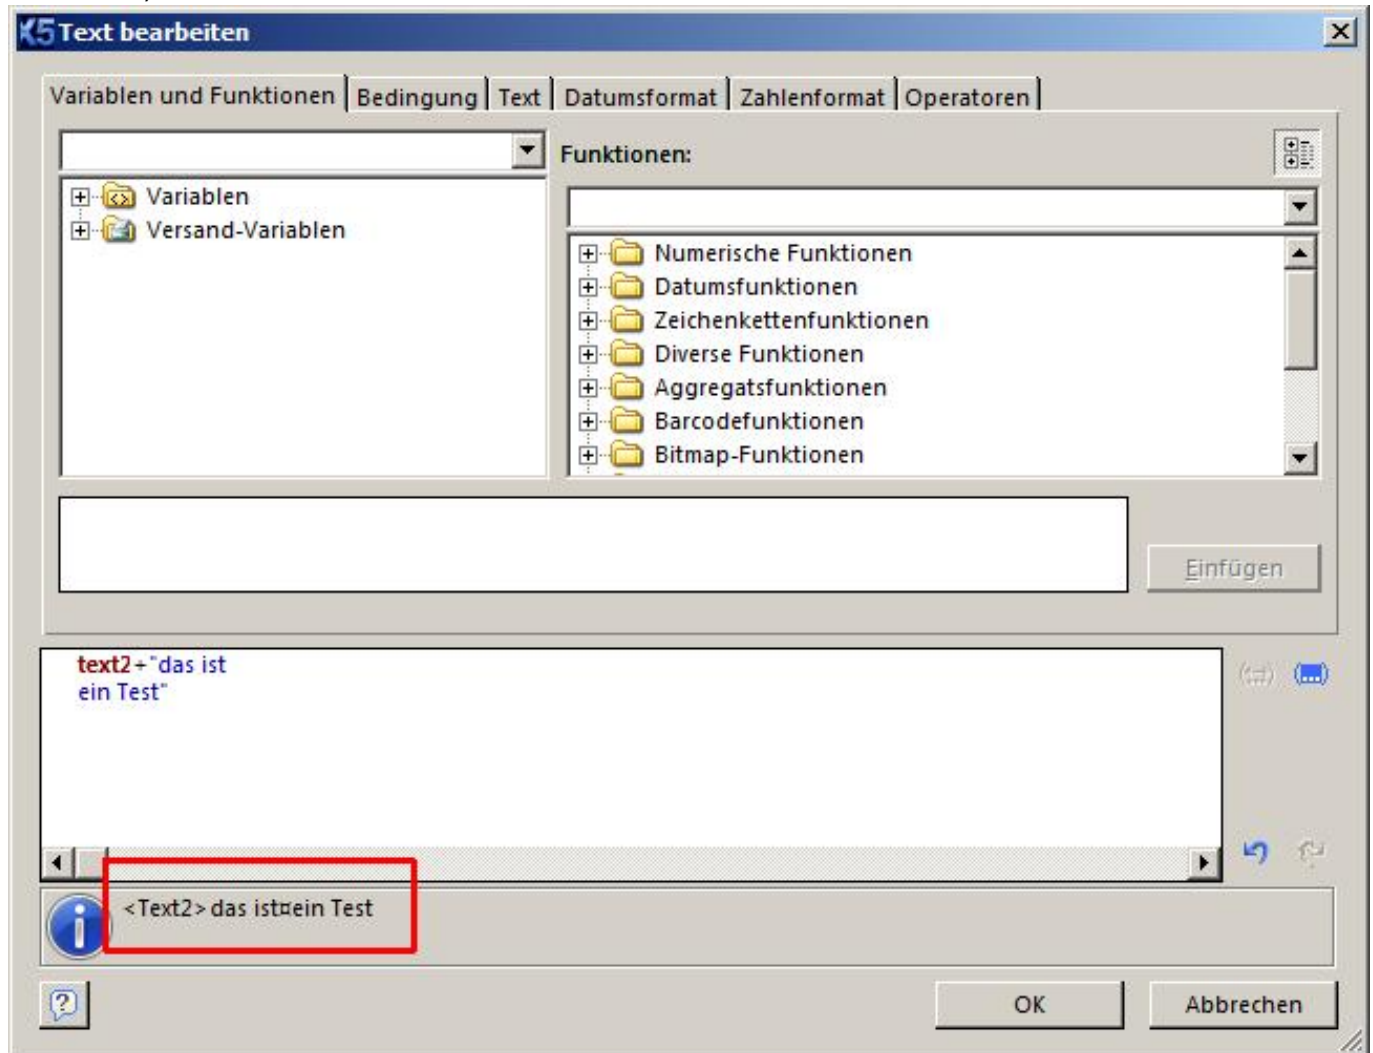 K5 Text bearbeiten
Variablen und Funktionen Bedingung Text Datumsformat Zahlenformat Operatoren
Funktionen:
Variablen
Versand-Variablen
Numerische Funktionen
Datumsfunktionen
Zeichenkettenfunktionen
Diverse Funktionen
Aggregatsfunktionen
Barcodefunktionen
Bitmap-Funktionen
Einfügen
text2+"das ist
ein Test"
<Text2> das ist¤ein Test
OK Abbrechen